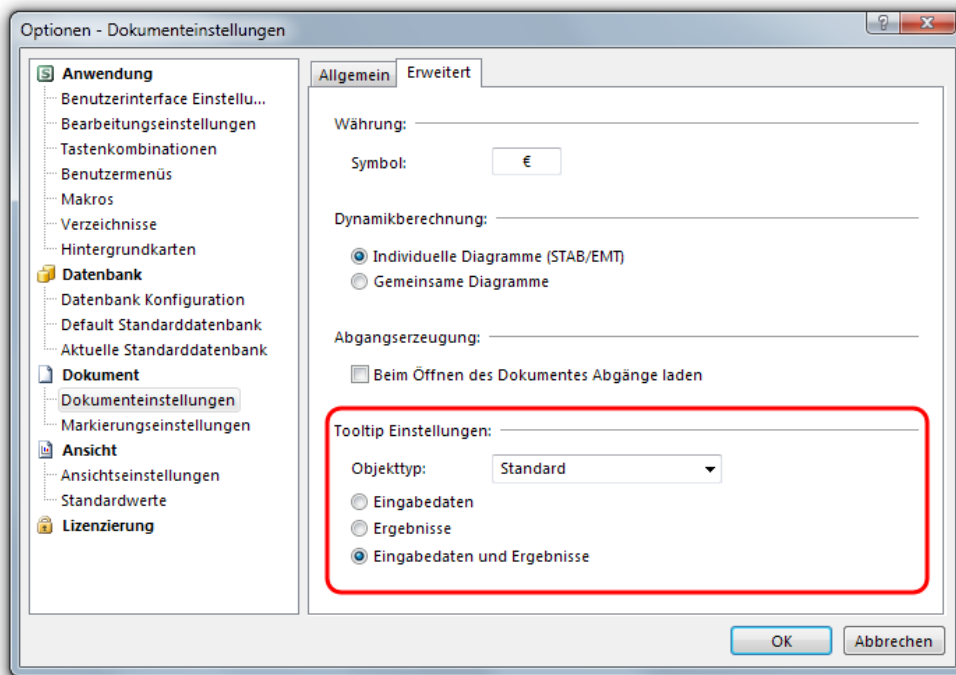 Optionen - Dokumenteinstellungen
Anwendung
Benutzerinterface Einstellu...
Bearbeitungseinstellungen
Tastenkombinationen
Benutzermenüs
Makros
Verzeichnisse
Hintergrundkarten
Datenbank
Datenbank Konfiguration
Default Standarddatenbank
Aktuelle Standarddatenbank
Dokument
Dokumenteinstellungen
Markierungseinstellungen
Ansicht
Ansichtseinstellungen
Standardwerte
Lizenzierung
Allgemein Erweitert
Währung:
Symbol: €
Dynamikberechnung:
Individuelle Diagramme (STAB/EMT)
Gemeinsame Diagramme
Abgangserzeugung:
Beim Öffnen des Dokumentes Abgänge laden
Tooltip Einstellungen:
Objekttyp: Standard
Eingabedaten
Ergebnisse
Eingabedaten und Ergebnisse
OK Abbrechen